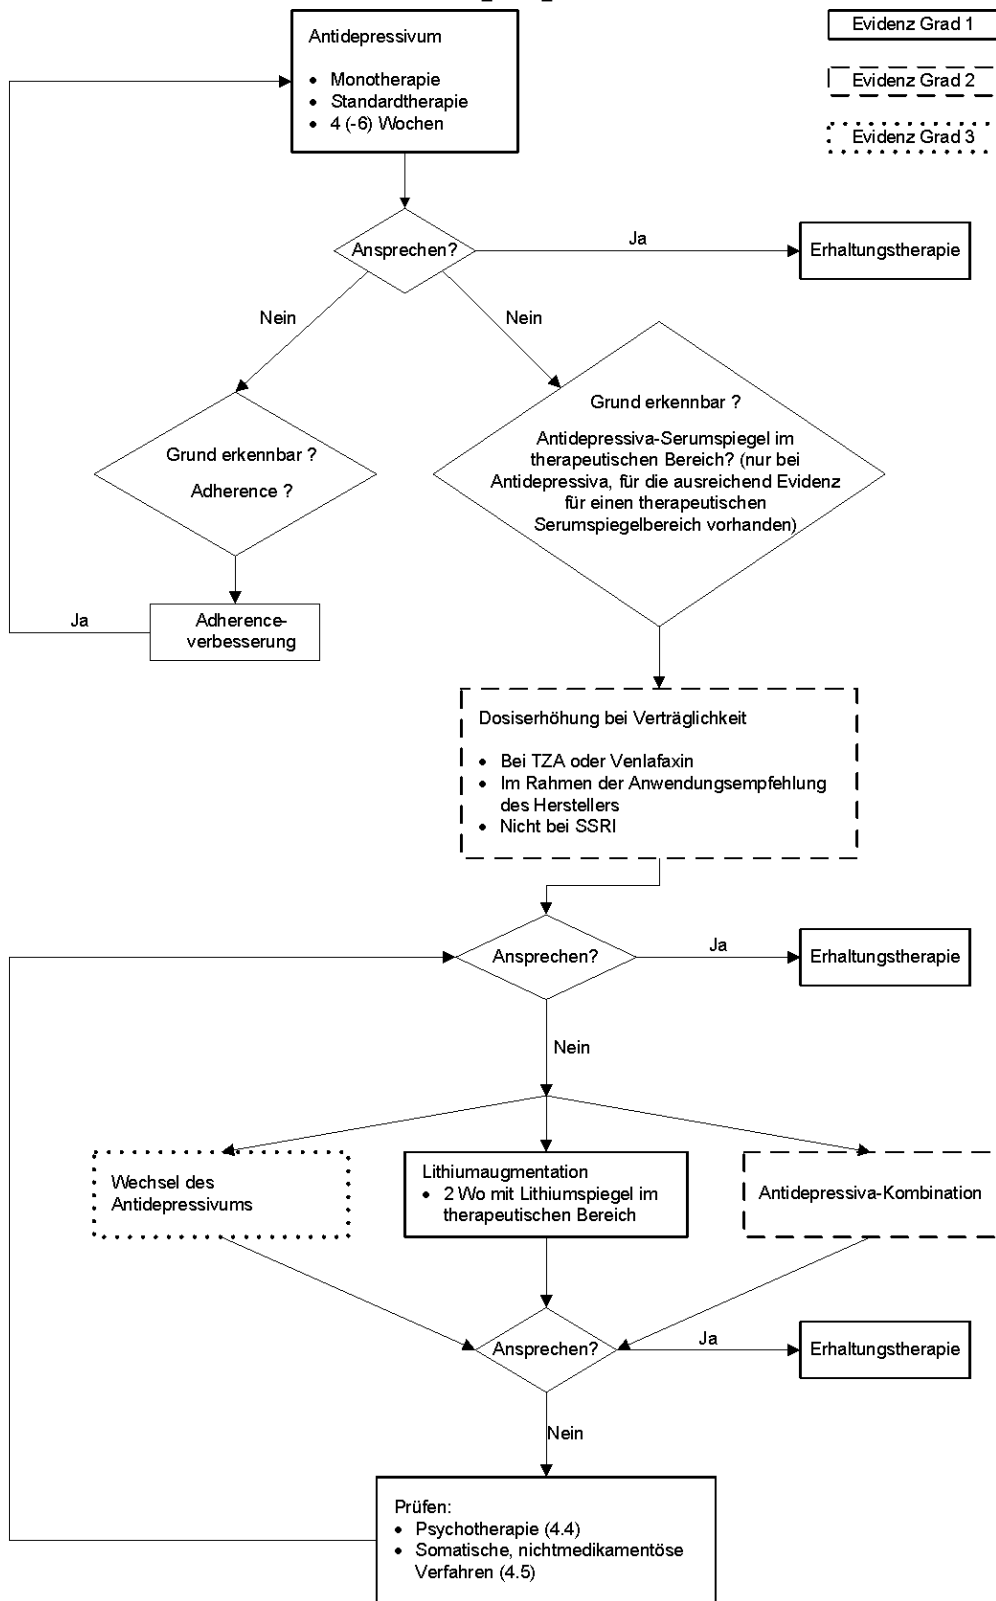 Antidepressivum
• Monotherapie
• Standardtherapie
• 4 (-6) Wochen
Evidenz Grad 1
Evidenz Grad 2
Evidenz Grad 3
Ansprechen?
Ja
Erhaltungstherapie
Nein
Nein
Grund erkennbar ?
Adherence ?
Grund erkennbar ?
Antidepressiva-Serumspiegel im
therapeutischen Bereich? (nur bei
Antidepressiva, für die ausreichend Evidenz
für einen therapeutischen
Serumspiegelbereich vorhanden)
Ja
Adherence-
verbesserung
Dosiserhöhung bei Verträglichkeit
• Bei TZA oder Venlafaxin
• Im Rahmen der Anwendungsempfehlung
des Herstellers
• Nicht bei SSRI
Ansprechen?
Ja
Erhaltungstherapie
Nein
Wechsel des
Antidepressivums
Lithiumaugmentation
• 2 Wo mit Lithiumspiegel im
therapeutischen Bereich
Antidepressiva-Kombination
Ansprechen?
Ja
Erhaltungstherapie
Nein
Prüfen:
• Psychotherapie (4.4)
• Somatische, nichtmedikamentöse
Verfahren (4.5)